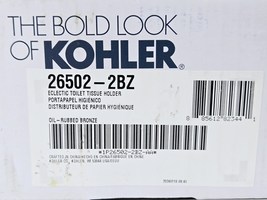 THE BOLD LOOK
OF KOHLER
26502-2BZ
ECLECTIC TOILET TISSUE HOLDER
PORTAPAPEL HIGIENICO
DISTRIBUTEUR DE PAPIER HYGIENIQUE
OIL-RUBBED BRONZE